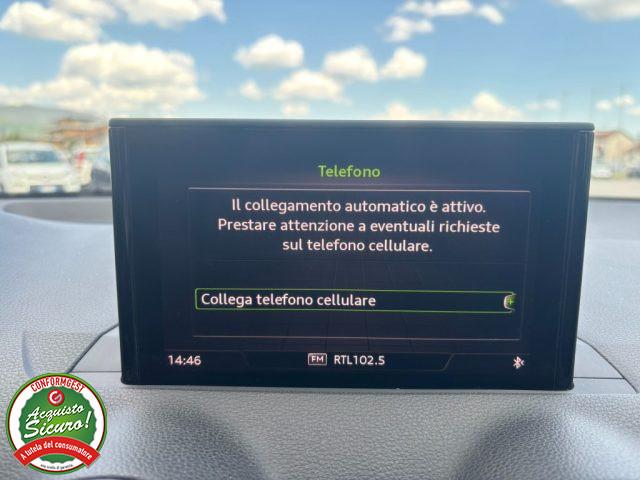 Telefono
Il collegamento automatico è attivo.
Prestare attenzione a eventuali richieste
sul telefono cellulare.
Collega telefono cellulare
14:46
FM RTL102.5
CONFORMGEST
Acquisto
Sicuro!
A tutela del consumatore